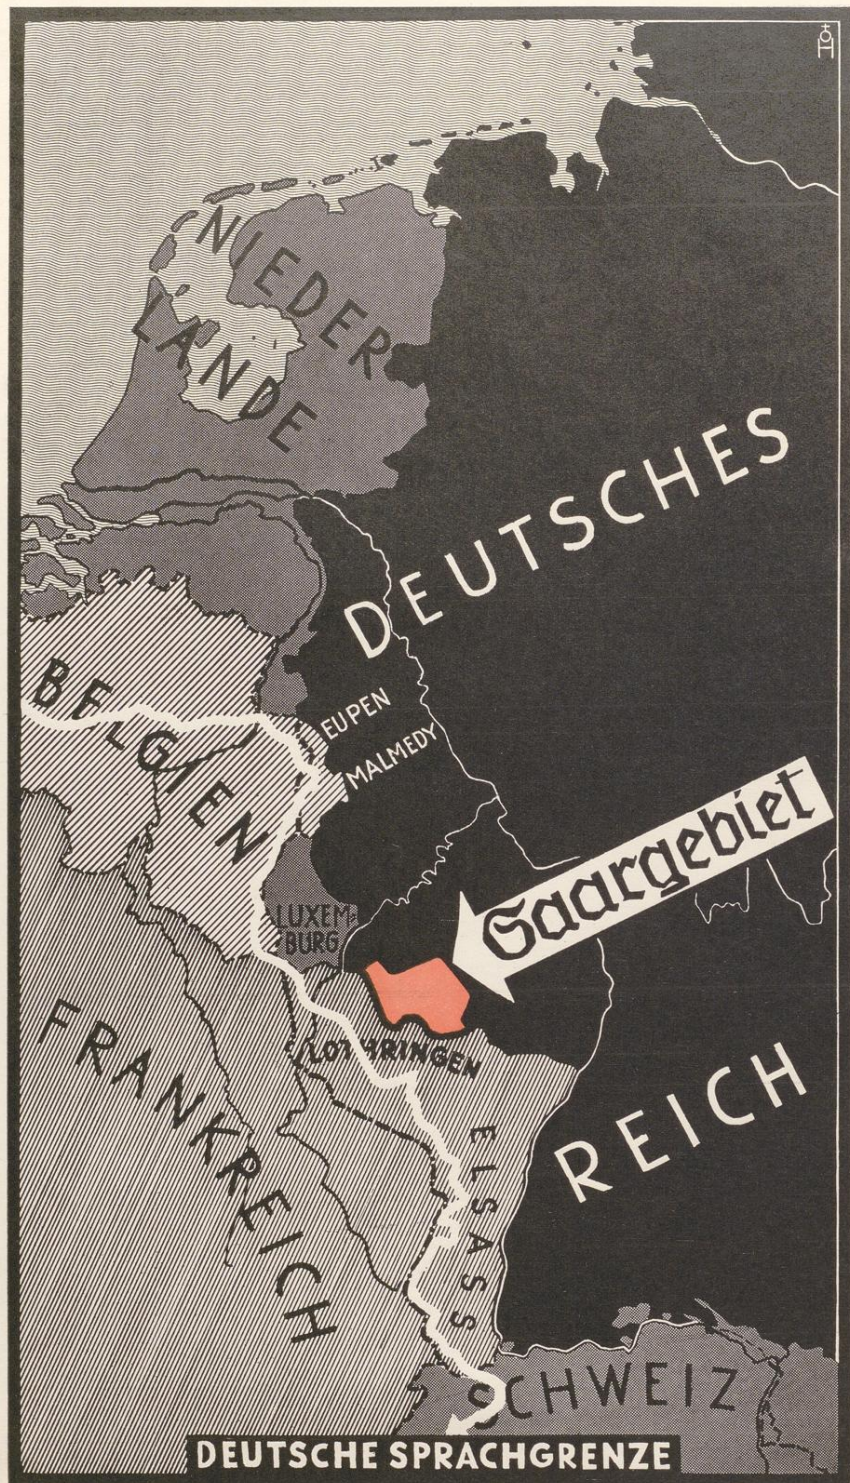 NIEDER
LANDE
DEUTSCHES
BELGIEN
EUPEN
MALMEDY
Saargebiet
LUXEM-
BURG
LOTHRINGEN
FRANKREICH
ELSASS
REICH
SCHWEIZ
DEUTSCHE SPRACHGRENZE